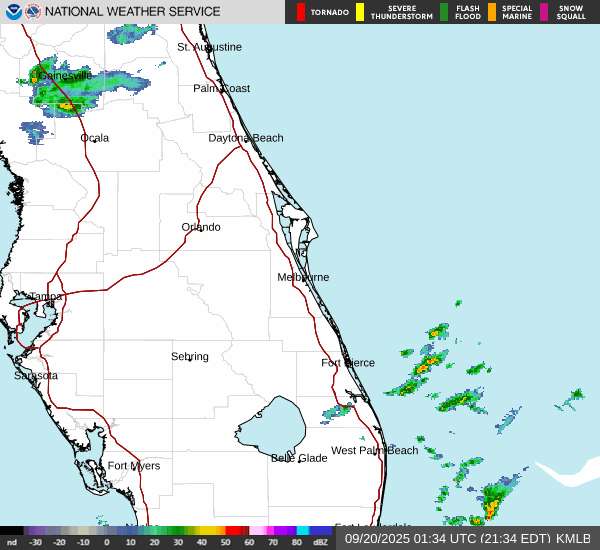 NATIONAL WEATHER SERVICE
TORNADO
SEVERE THUNDERSTORM
FLASH FLOOD
SPECIAL MARINE
SNOW SQUALL
St. Augustine
Gainesville
Palm Coast
Ocala
Daytona Beach
Orlando
Melbourne
Tampa
Sebring
Fort Pierce
Sarasota
West Palm Beach
Belle Glade
Fort Myers
Fort Lauderdale
nd -30 -20 -10 0 10 20 30 40 50 60 70 80 dBZ
09/20/2025 01:34 UTC (21:34 EDT) KMLB